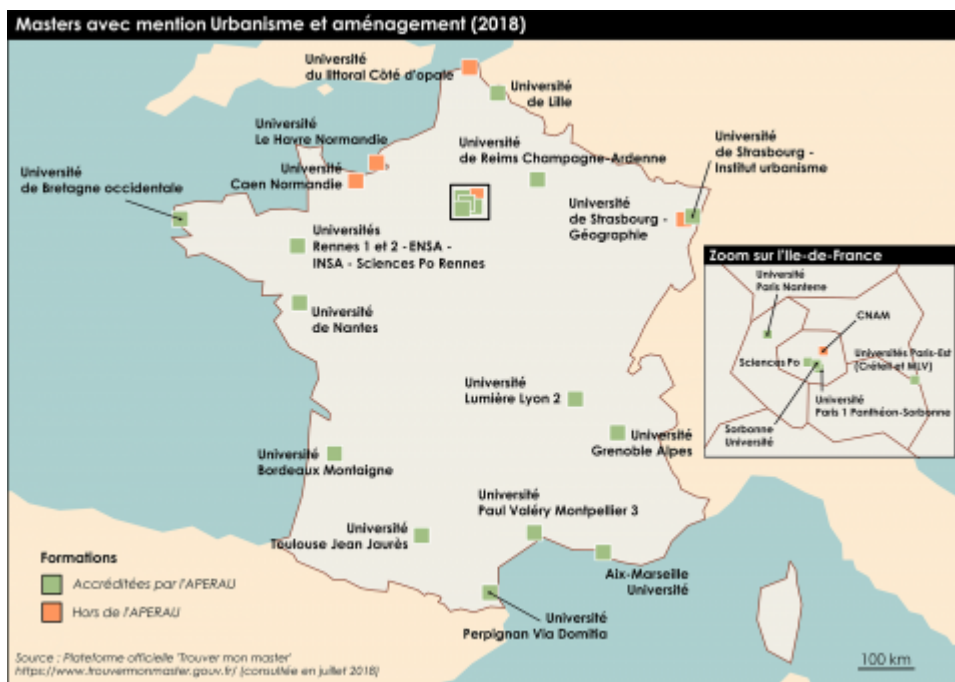 Masters avec mention Urbanisme et aménagement (2018)
Université
du littoral Côté d'opale
Université
de Lille
Université
Le Havre Normandie
Université
de Reims Champagne-Ardenne
Université
de Strasbourg -
Institut urbanisme
Université
Caen Normandie
Université
de Bretagne occidentale
Université
de Strasbourg -
Géographie
Universités
Rennes 1 et 2 - ENSA -
INSA - Sciences Po Rennes
Université
de Nantes
Zoom sur l'Ile-de-France
Université
Paris Nanterre
CNAM
Sciences Po
Universités Paris-Est
(Créteil et MLV)
Université
Paris 1 Panthéon-Sorbonne
Sorbonne
Université
Université
Lumière Lyon 2
Université
Grenoble Alpes
Université
Bordeaux Montaigne
Université
Paul Valéry Montpellier 3
Université
Toulouse Jean Jaurès
Aix-Marseille
Université
Université
Perpignan Via Domitia
Formations
Accréditées par l'APERAU
Hors de l'APERAU
Source : Plateforme officielle 'Trouver mon master'
https://www.trouvermonmaster.gouv.fr/ (consultée en juillet 2018)
100 km